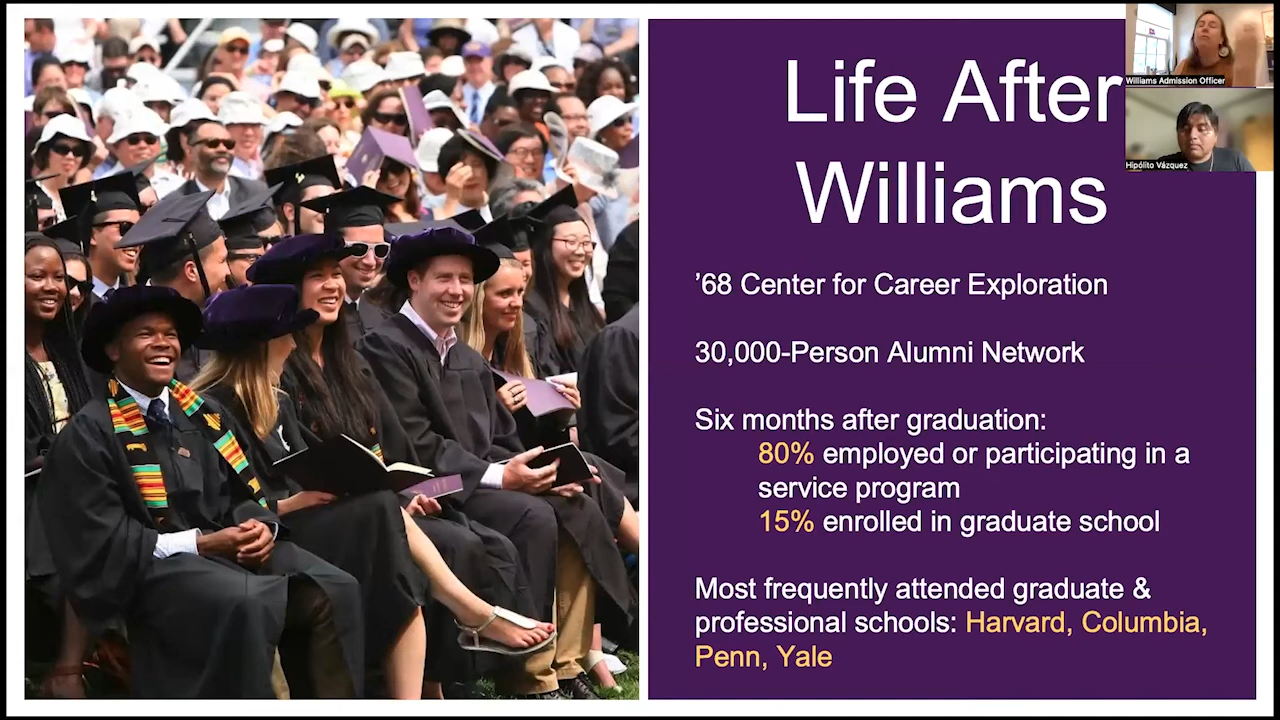 Life After
Williams
'68 Center for Career Exploration
30,000-Person Alumni Network
Six months after graduation:
80% employed or participating in a
service program
15% enrolled in graduate school
Most frequently attended graduate &
professional schools: Harvard, Columbia,
Penn, Yale
Williams Admission Officer
Hipólito Vázquez